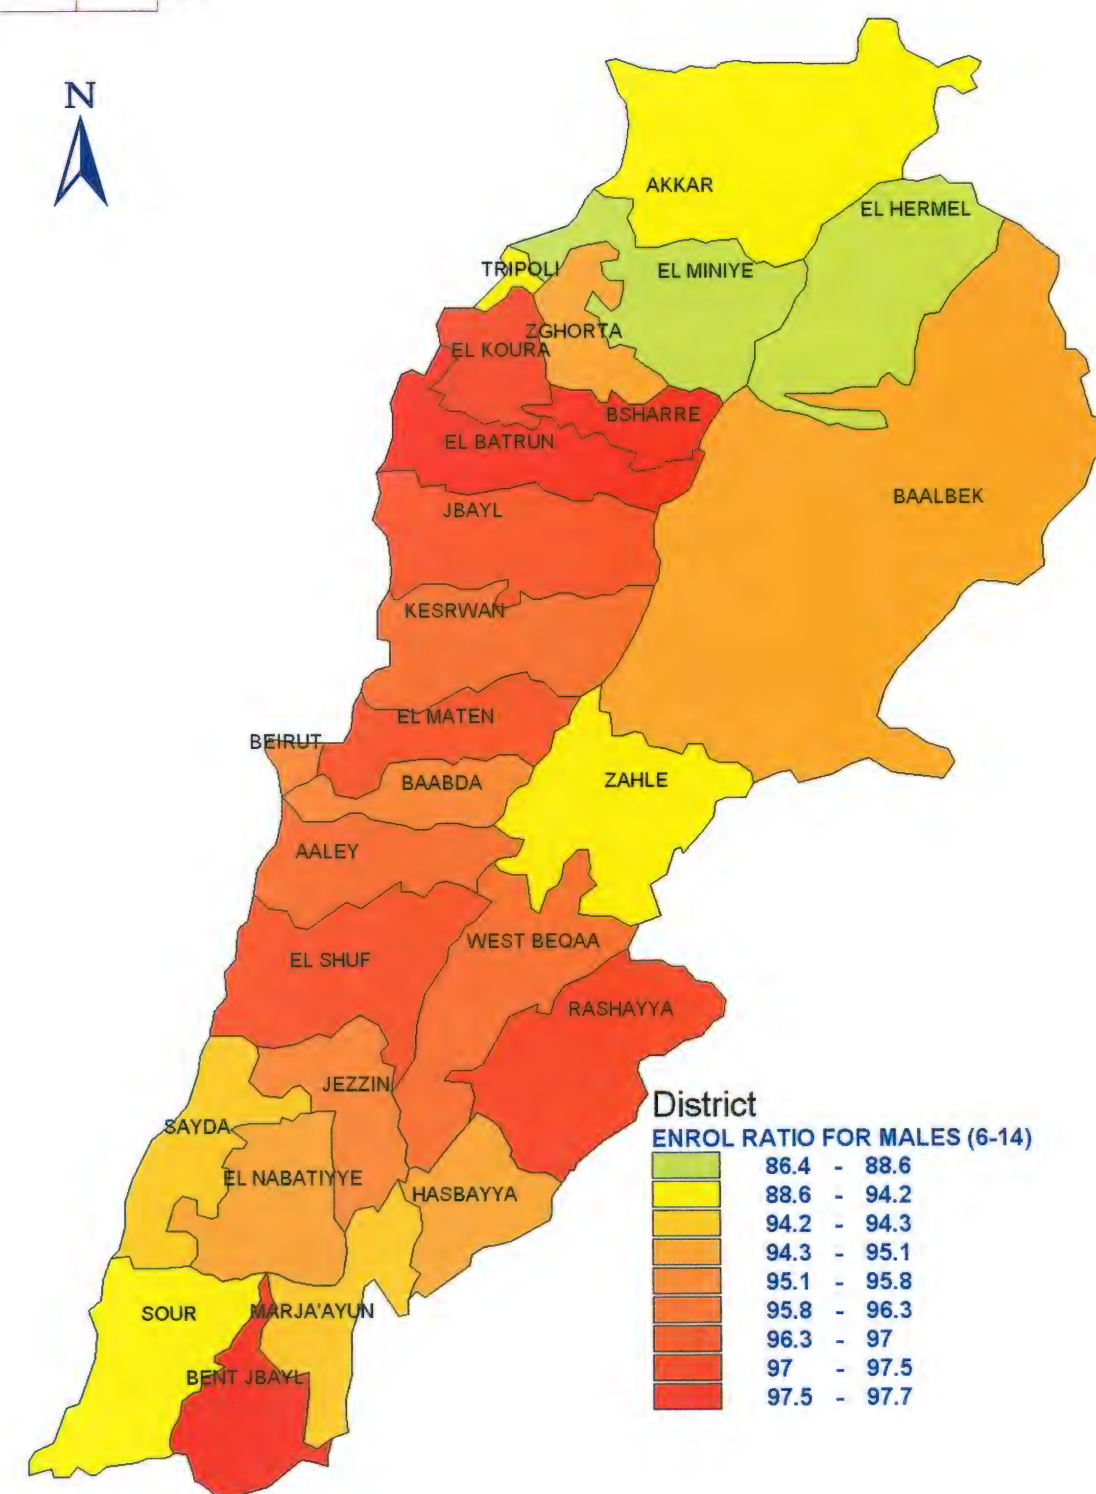 N
AKKAR
EL HERMEL
TRIPOLI
EL MINIYE
ZGHORTA
EL KOURA
BSHARRE
EL BATRUN
BAALBEK
JBAYL
KESRWAN
EL MATEN
BEIRUT
BAABDA
ZAHLE
AALEY
WEST BEQAA
EL SHUF
RASHAYYA
JEZZIN
SAYDA
EL NABATIYYE
HASBAYYA
SOUR
MARJA'AYUN
BENT JBAYL
District
ENROL RATIO FOR MALES (6-14)
86.4 - 88.6
88.6 - 94.2
94.2 - 94.3
94.3 - 95.1
95.1 - 95.8
95.8 - 96.3
96.3 - 97
97 - 97.5
97.5 - 97.7